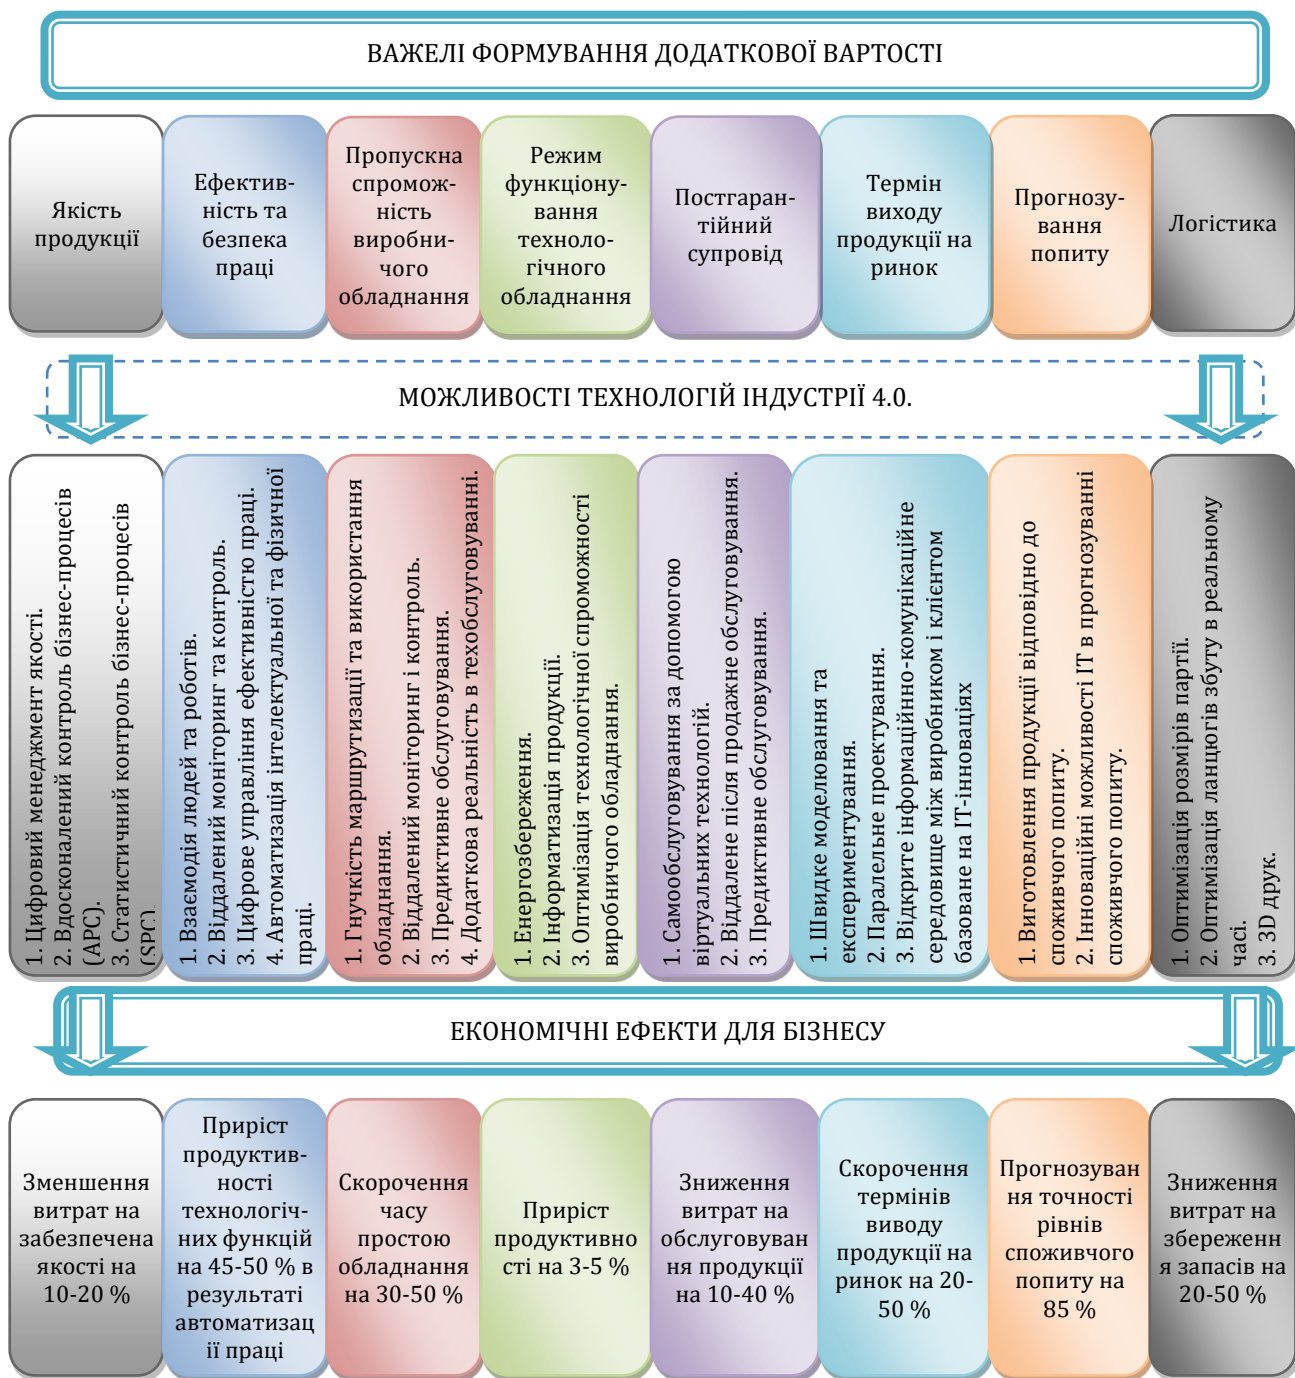 ВАЖЕЛІ ФОРМУВАННЯ ДОДАТКОВОЇ ВАРТОСТІ
Якість
продукції
Ефектив-
ність та
безпека
праці
Пропускна
спромож-
ність
виробни-
чого
обладнання
Режим
функціону-
вання
техноло-
гічного
обладнання
Постгаран-
тійний
супровід
Термін
виходу
продукції на
ринок
Прогнозу-
вання
попиту
Логістика
МОЖЛИВОСТІ ТЕХНОЛОГІЙ ІНДУСТРІЇ 4.0.
1. Цифровий менеджмент якості.
2. Вдосконалений контроль бізнес-процесів
(APC).
3. Статистичний контроль бізнес-процесів
(SPC).
1. Взаємодія людей та роботів.
2. Віддалений моніторинг та контроль.
3. Цифрове управління ефективністю праці.
4. Автоматизація інтелектуальної та фізичної
праці.
1. Гнучкість маршрутизації та використання
обладнання.
2. Віддалений моніторинг і контроль.
3. Предиктивне обслуговування.
4. Додаткова реальність в техобслуговуванні.
1. Енергозбереження.
2. Інформатизація продукції.
3. Оптимізація технологічної спроможності
виробничого обладнання.
1. Самообслуговування за допомогою
віртуальних технологій.
2. Віддалене після продажне обслуговування.
3. Предиктивне обслуговування.
1. Швидке моделювання та
експериментування.
2. Паралельне проектування.
3. Відкрите інформаційно-комунікаційне
середовище між виробником і клієнтом
базоване на ІТ-інноваціях
1. Виготовлення продукції відповідно до
споживчого попиту.
2. Інноваційні можливості ІТ в прогнозуванні
споживчого попиту.
1. Оптимізація розмірів партії.
2. Оптимізація ланцюгів збуту в реальному
часі.
3. 3D друк.
ЕКОНОМІЧНІ ЕФЕКТИ ДЛЯ БІЗНЕСУ
Зменшення
витрат на
забезпечена
якості на
10-20 %
Приріст
продуктив-
ності
технологіч-
них функцій
на 45-50 % в
результаті
автоматизац
ії праці
Скорочення
часу
простою
обладнання
на 30-50 %
Приріст
продуктивно
сті на 3-5 %
Зниження
витрат на
обслуговуван
ня продукції
на 10-40 %
Скорочення
термінів
виводу
продукції на
ринок на 20-
50 %
Прогнозуван
ня точності
рівнів
споживчого
попиту на
85 %
Зниження
витрат на
збереженн
я запасів на
20-50 %